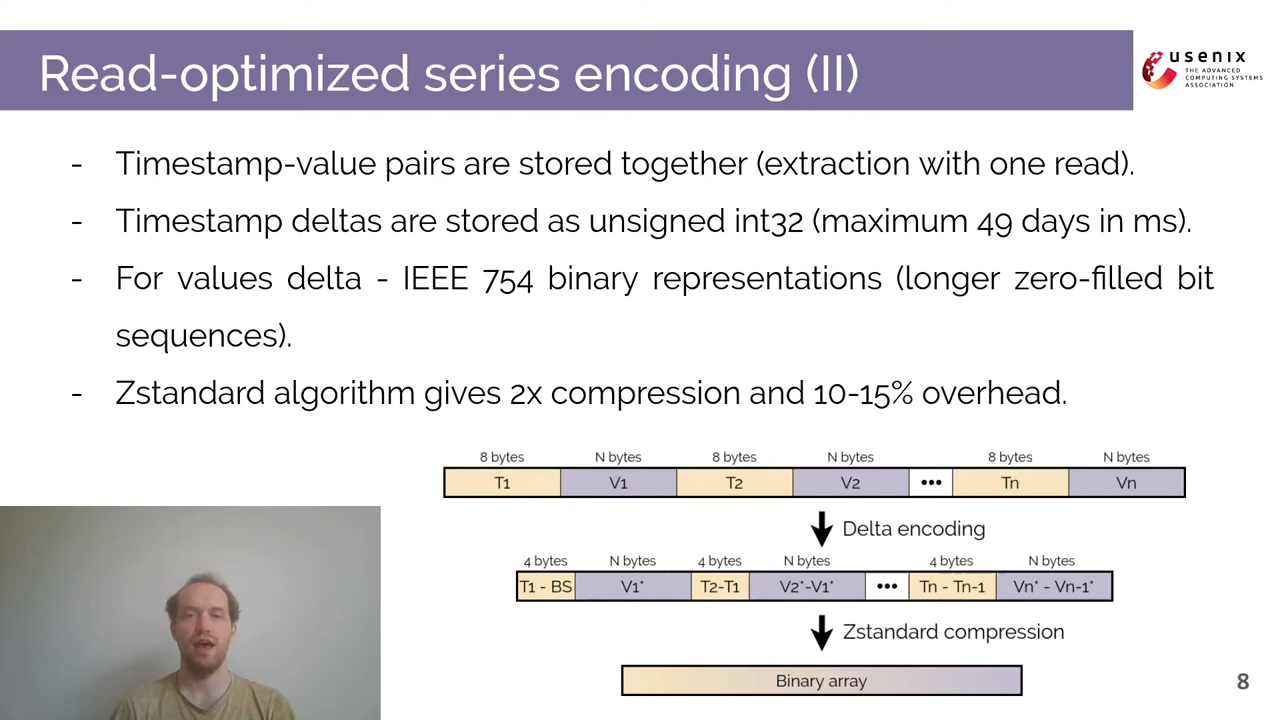 Read-optimized series encoding (II)
usenix
THE ADVANCED
COMPUTING SYSTEMS
ASSOCIATION
- Timestamp-value pairs are stored together (extraction with one read).
- Timestamp deltas are stored as unsigned int32 (maximum 49 days in ms).
- For values delta - IEEE 754 binary representations (longer zero-filled bit
sequences).
- Zstandard algorithm gives 2x compression and 10-15% overhead.
8 bytes N bytes 8 bytes N bytes 8 bytes N bytes
T1 V1 T2 V2 ••• Tn Vn
Delta encoding
4 bytes N bytes 4 bytes N bytes 4 bytes N bytes
T1 - BS V1* T2-T1 V2*-V1* ••• Tn - Tn-1 Vn* - Vn-1*
Zstandard compression
Binary array
8